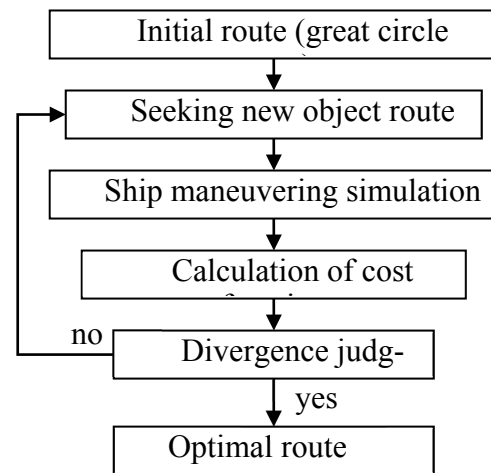 Initial route (great circle
Seeking new object route
Ship maneuvering simulation
Calculation of cost
no
Divergence judg-
yes
Optimal route